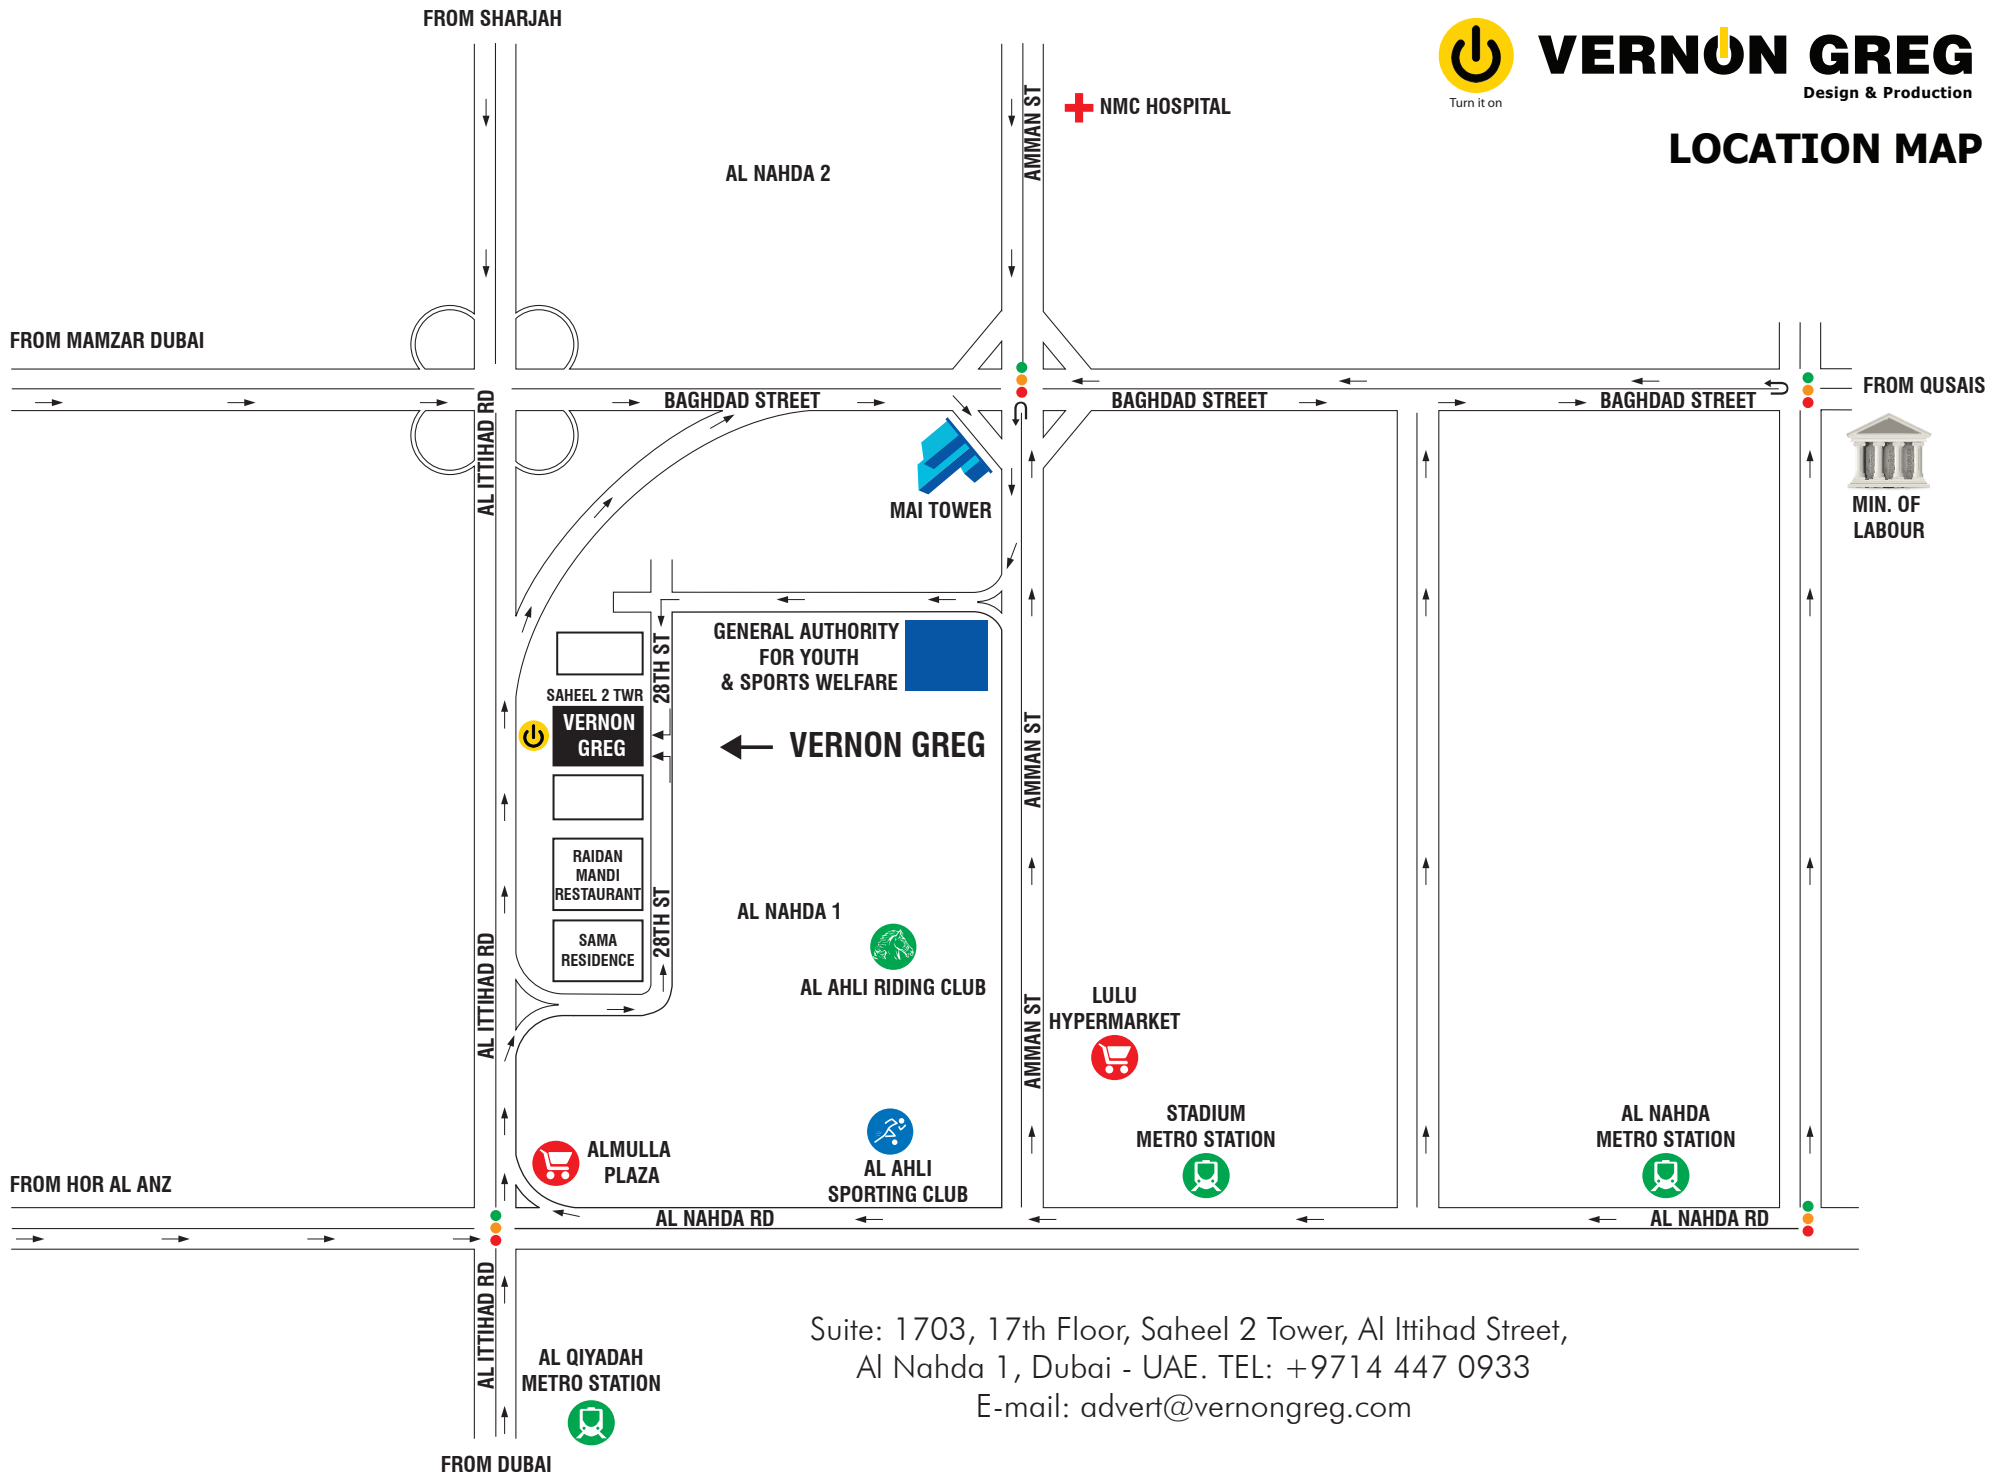 FROM SHARJAH
VERNON GREG
Design & Production
Turn it on
LOCATION MAP
AMMAN ST
NMC HOSPITAL
AL NAHDA 2
FROM MAMZAR DUBAI
FROM QUSAIS
BAGHDAD STREET
BAGHDAD STREET
BAGHDAD STREET
AL ITTIHAD RD
MAI TOWER
MIN. OF
LABOUR
GENERAL AUTHORITY
FOR YOUTH
& SPORTS WELFARE
28TH ST
SAHEEL 2 TWR
VERNON
GREG
VERNON GREG
AMMAN ST
RAIDAN
MANDI
RESTAURANT
28TH ST
AL NAHDA 1
SAMA
RESIDENCE
AL ITTIHAD RD
AL AHLI RIDING CLUB
AMMAN ST
LULU
HYPERMARKET
STADIUM
METRO STATION
AL NAHDA
METRO STATION
ALMULLA
PLAZA
AL AHLI
SPORTING CLUB
FROM HOR AL ANZ
AL NAHDA RD
AL NAHDA RD
AL ITTIHAD RD
AL QIYADAH
METRO STATION
FROM DUBAI
Suite: 1703, 17th Floor, Saheel 2 Tower, Al Ittihad Street,
Al Nahda 1, Dubai - UAE. TEL: +9714 447 0933
E-mail: advert@vernongreg.com